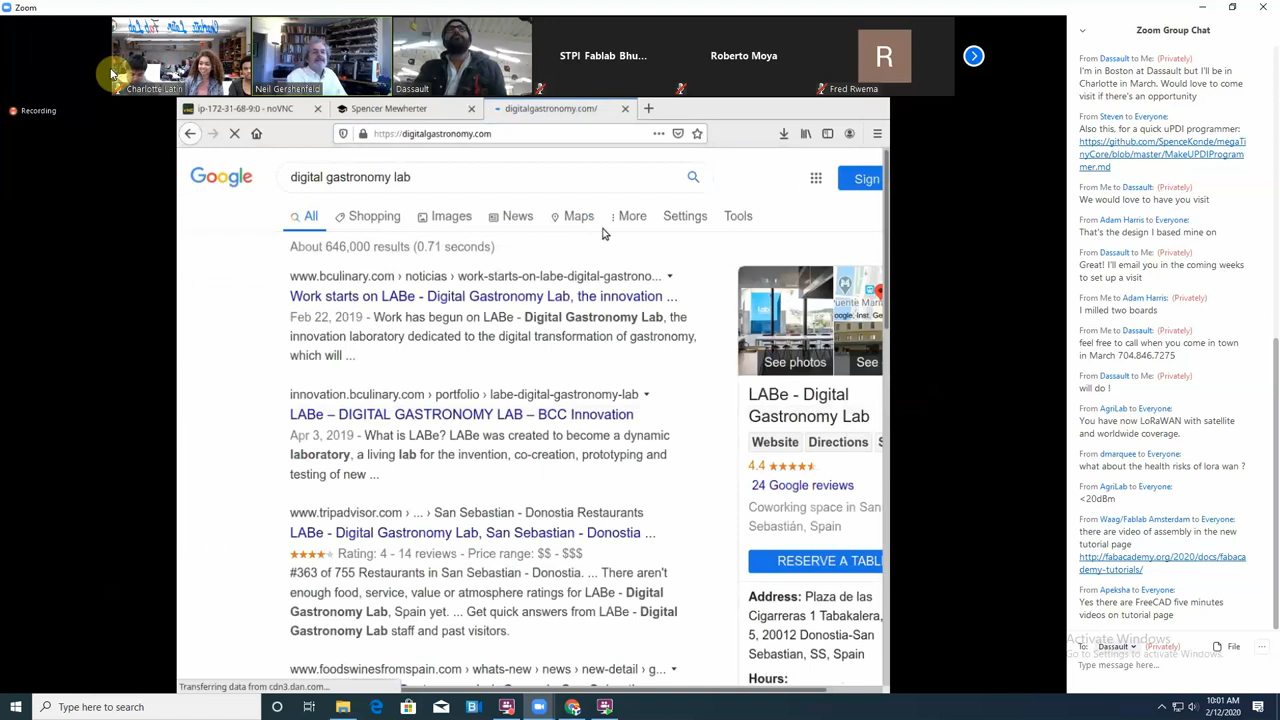 Zoom
Charlotte Latin Fab Lab
Charlotte Latin
Neil Gershenfeld
Dassault
STPI Fablab Bhu...
Roberto Moya
R
Fred Rwema
Recording
ip-172-31-68-9:0 - noVNC
Spencer Mewherter
digitalgastronomy.com/
https://digitalgastronomy.com
Google
digital gastronomy lab
Sign
All
Shopping
Images
News
Maps
More
Settings
Tools
About 646,000 results (0.71 seconds)
www.bculinary.com › noticias › work-starts-on-labe-digital-gastrono...
Work starts on LABe - Digital Gastronomy Lab, the innovation ...
Feb 22, 2019 - Work has begun on LABe - Digital Gastronomy Lab, the
innovation laboratory dedicated to the digital transformation of gastronomy,
which will ...
innovation.bculinary.com › portfolio › labe-digital-gastronomy-lab
LABe – DIGITAL GASTRONOMY LAB – BCC Innovation
Apr 3, 2019 - What is LABe? LABe was created to become a dynamic
laboratory, a living lab for the invention, co-creation, prototyping and
testing of new ...
www.tripadvisor.com › ... › San Sebastian - Donostia Restaurants
LABe - Digital Gastronomy Lab, San Sebastian - Donostia ...
Rating: 4 - 14 reviews - Price range: $$ - $$$
#363 of 755 Restaurants in San Sebastian - Donostia. ... There aren't
enough food, service, value or atmosphere ratings for LABe - Digital
Gastronomy Lab, Spain yet. ... Get quick answers from LABe - Digital
Gastronomy Lab staff and past visitors.
www.foodswinesfromspain.com › whats-new › news › new-detail › g...
Transferring data from cdn3.dan.com...
See photos
See
LABe - Digital
Gastronomy Lab
Website
Directions
4.4
24 Google reviews
Coworking space in San
Sebastián, Spain
RESERVE A TABL
Address: Plaza de las
Cigarreras 1 Tabakalera,
5, 20012 Donostia-San
Sebastian, SS, Spain
Hours:
Zoom Group Chat
From Dassault to Me: (Privately)
I'm in Boston at Dassault but I'll be in
Charlotte in March. Would love to come
visit if there's an opportunity
From Steven to Everyone:
Also this, for a quick uPDI programmer:
https://github.com/SpenceKonde/megaTi
nyCore/blob/master/MakeUPDIProgram
mer.md
From Me to Dassault: (Privately)
We would love to have you visit
From Adam Harris to Everyone:
That's the design I based mine on
From Dassault to Me: (Privately)
Great! I'll email you in the coming weeks
to set up a visit
From Me to Adam Harris: (Privately)
I milled two boards
From Me to Dassault: (Privately)
feel free to call when you come in town
in March 704.846.7275
From Dassault to Me: (Privately)
will do !
From AgriLab to Everyone:
You have now LoRaWAN with satellite
and worldwide coverage.
From dmarquee to Everyone:
what about the health risks of lora wan ?
From AgriLab to Everyone:
<20dBm
From Waag/Fablab Amsterdam to Everyone:
there are video of assembly in the new
tutorial page
http://fabacademy.org/2020/docs/fabaca
demy-tutorials/
From Apeksha to Everyone:
Yes there are FreeCAD five minutes
videos on tutorial page
Activate Windows
Go to Settings to activate Windows.
To: Dassault (Privately)
File
Type message here...
Type here to search
10:01 AM
2/12/2020